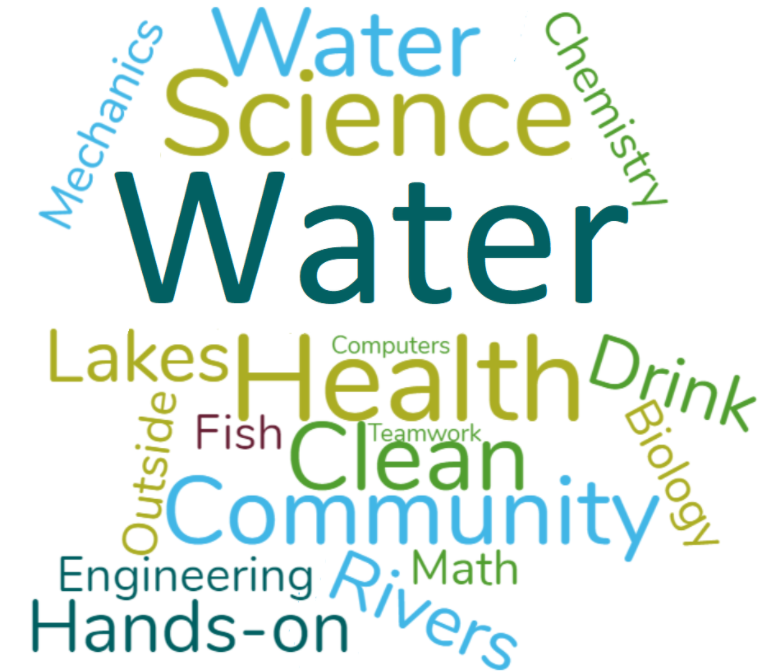 Mechanics
Water
Chemistry
Science
Water
Lakes
Computers
Health
Drink
Outside
Fish
Teamwork
Clean
Biology
Community
Engineering
Rivers
Math
Hands-on